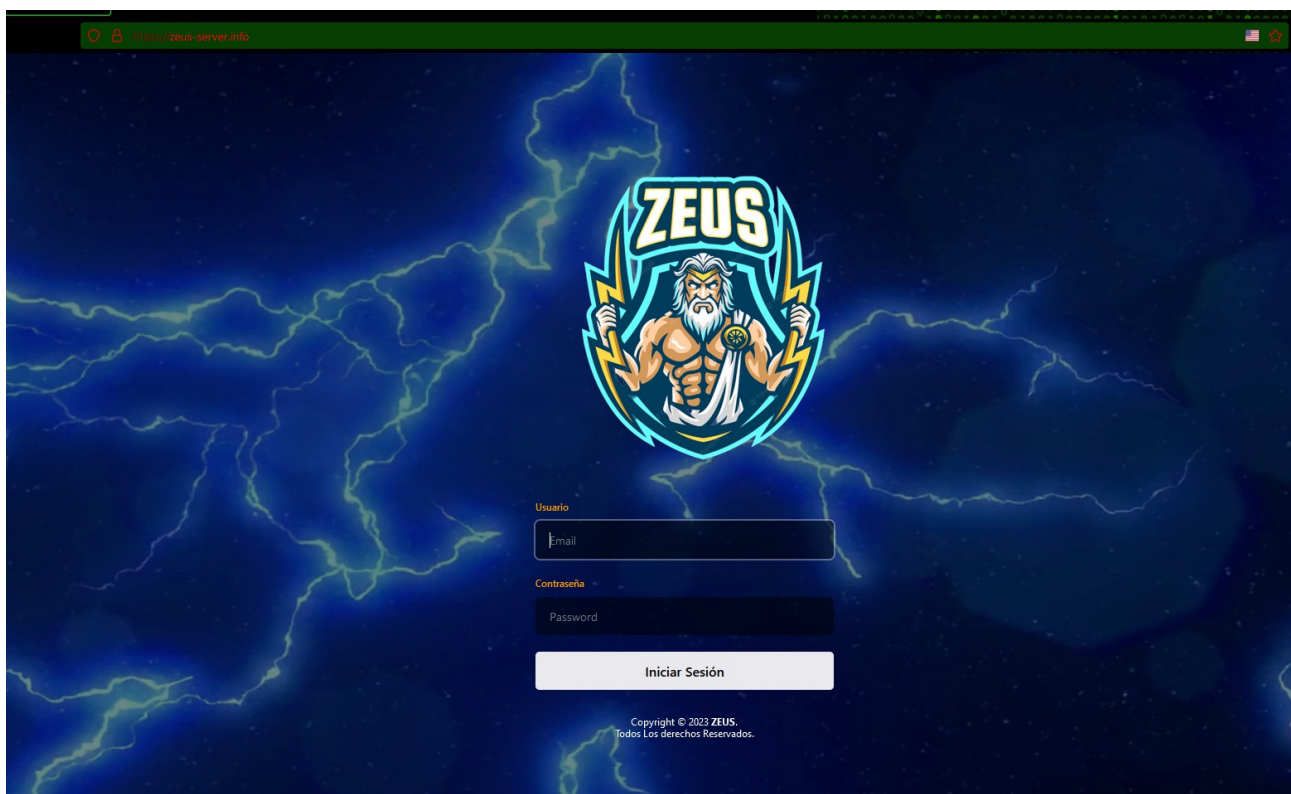 https://zeus-server.info
ZEUS
Usuario
Email
Contraseña
Password
Iniciar Sesión
Copyright © 2023 ZEUS.
Todos Los derechos Reservados.